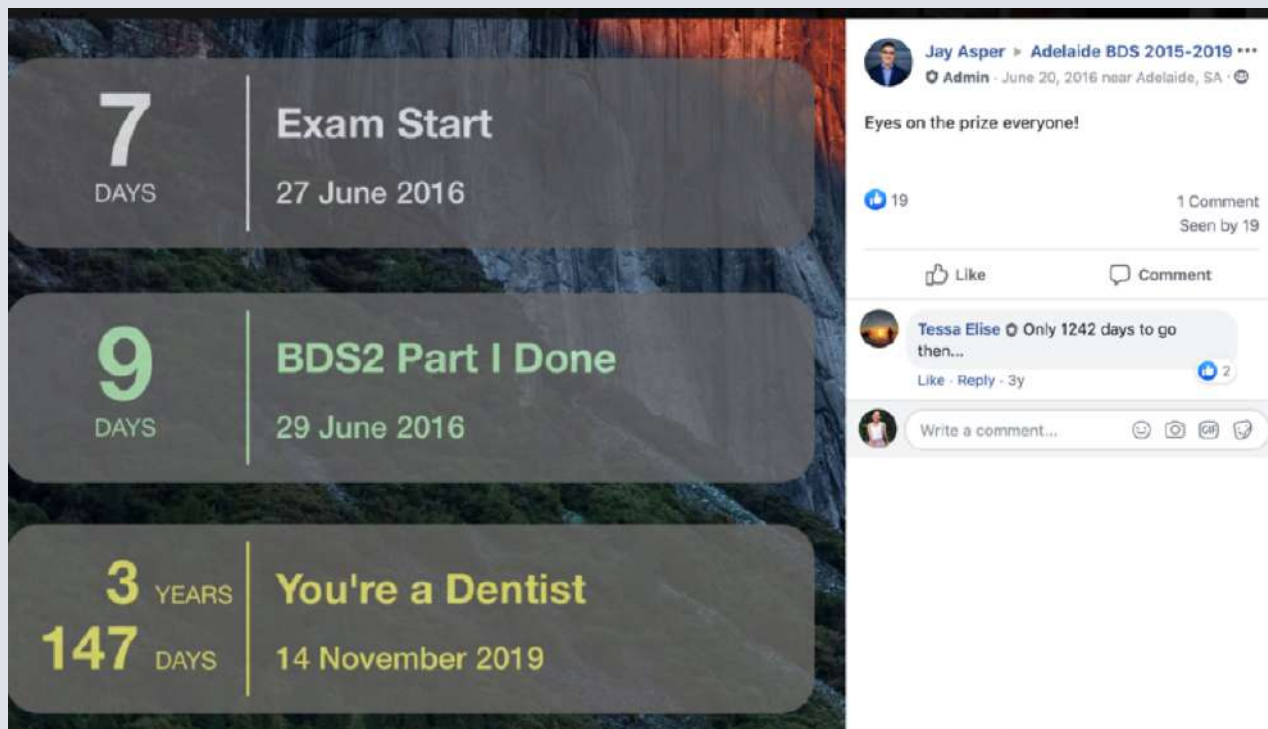 7
DAYS
Exam Start
27 June 2016
9
DAYS
BDS2 Part I Done
29 June 2016
3 YEARS
147 DAYS
You're a Dentist
14 November 2019
Jay Asper ▸ Adelaide BDS 2015-2019 •••
Admin · June 20, 2016 near Adelaide, SA ·
Eyes on the prize everyone!
19
1 Comment
Seen by 19
Like
Comment
Tessa Elise Only 1242 days to go
then...
2
Like · Reply · 3y
Write a comment...
GIF